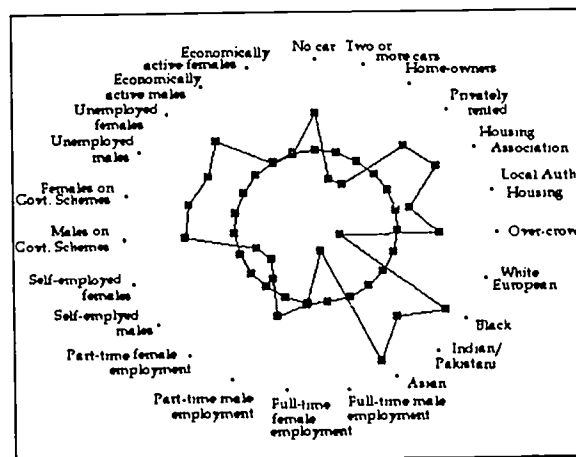 No car
Two or
more cars
Home-owners
Privately
rented
Housing
Association
Local Auth
Housing
Over-crowd
White
European
Black
Indian/
Pakistani
Asian
Full-time male
employment
Full-time
female
employment
Part-time male
employment
Part-time female
employment
Self-emplyed
males
Self-employed
females
Males on
Govt. Schemes
Females on
Govt. Schemes
Unemployed
males
Unemployed
females
Economically
active males
Economically
active females